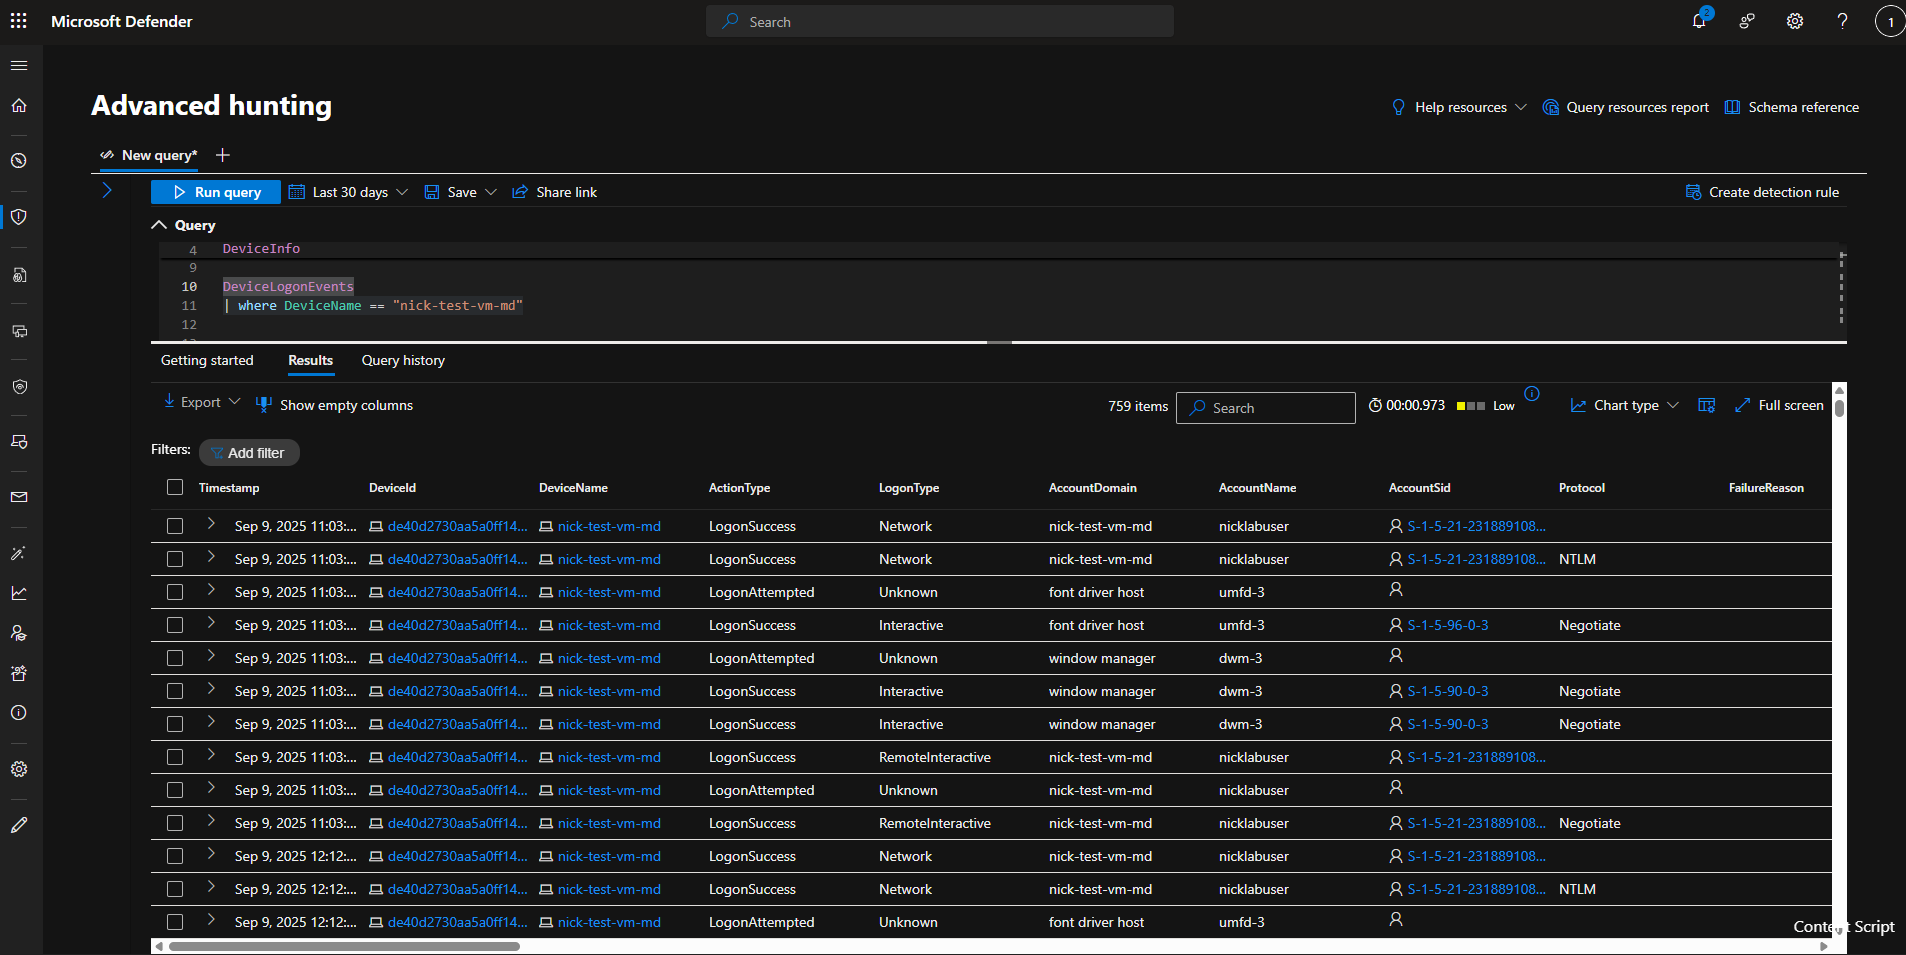 Microsoft Defender
Search
2
1
Advanced hunting
Help resources
Query resources report
Schema reference
New query*
Run query
Last 30 days
Save
Share link
Create detection rule
Query
4 DeviceInfo
9
10 DeviceLogonEvents
11 | where DeviceName == "nick-test-vm-md"
12
Getting started Results Query history
Export
Show empty columns
759 items
Search
00:00.973
Low
Chart type
Full screen
Filters:
Add filter
Timestamp DeviceId DeviceName ActionType LogonType AccountDomain AccountName AccountSid Protocol FailureReason
Sep 9, 2025 11:03:... de40d2730aa5a0ff14... nick-test-vm-md LogonSuccess Network nick-test-vm-md nicklabuser S-1-5-21-231889108...
Sep 9, 2025 11:03:... de40d2730aa5a0ff14... nick-test-vm-md LogonSuccess Network nick-test-vm-md nicklabuser S-1-5-21-231889108... NTLM
Sep 9, 2025 11:03:... de40d2730aa5a0ff14... nick-test-vm-md LogonAttempted Unknown font driver host umfd-3
Sep 9, 2025 11:03:... de40d2730aa5a0ff14... nick-test-vm-md LogonSuccess Interactive font driver host umfd-3 S-1-5-96-0-3 Negotiate
Sep 9, 2025 11:03:... de40d2730aa5a0ff14... nick-test-vm-md LogonAttempted Unknown window manager dwm-3
Sep 9, 2025 11:03:... de40d2730aa5a0ff14... nick-test-vm-md LogonSuccess Interactive window manager dwm-3 S-1-5-90-0-3 Negotiate
Sep 9, 2025 11:03:... de40d2730aa5a0ff14... nick-test-vm-md LogonSuccess Interactive window manager dwm-3 S-1-5-90-0-3 Negotiate
Sep 9, 2025 11:03:... de40d2730aa5a0ff14... nick-test-vm-md LogonSuccess RemoteInteractive nick-test-vm-md nicklabuser S-1-5-21-231889108...
Sep 9, 2025 11:03:... de40d2730aa5a0ff14... nick-test-vm-md LogonAttempted Unknown nick-test-vm-md nicklabuser
Sep 9, 2025 11:03:... de40d2730aa5a0ff14... nick-test-vm-md LogonSuccess RemoteInteractive nick-test-vm-md nicklabuser S-1-5-21-231889108... Negotiate
Sep 9, 2025 12:12:... de40d2730aa5a0ff14... nick-test-vm-md LogonSuccess Network nick-test-vm-md nicklabuser S-1-5-21-231889108...
Sep 9, 2025 12:12:... de40d2730aa5a0ff14... nick-test-vm-md LogonSuccess Network nick-test-vm-md nicklabuser S-1-5-21-231889108... NTLM
Sep 9, 2025 12:12:... de40d2730aa5a0ff14... nick-test-vm-md LogonAttempted Unknown font driver host umfd-3
Content Script